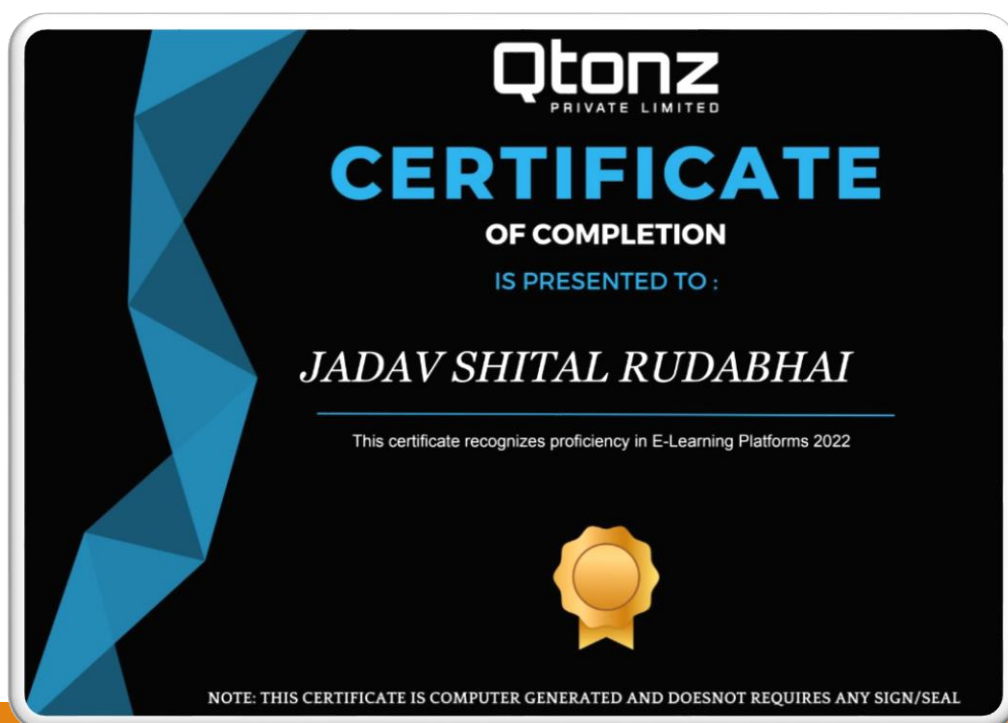 Qtonz
PRIVATE LIMITED
CERTIFICATE
OF COMPLETION
IS PRESENTED TO :
JADAV SHITAL RUDABHAI
This certificate recognizes proficiency in E-Learning Platforms 2022
NOTE: THIS CERTIFICATE IS COMPUTER GENERATED AND DOESNOT REQUIRES ANY SIGN/SEAL